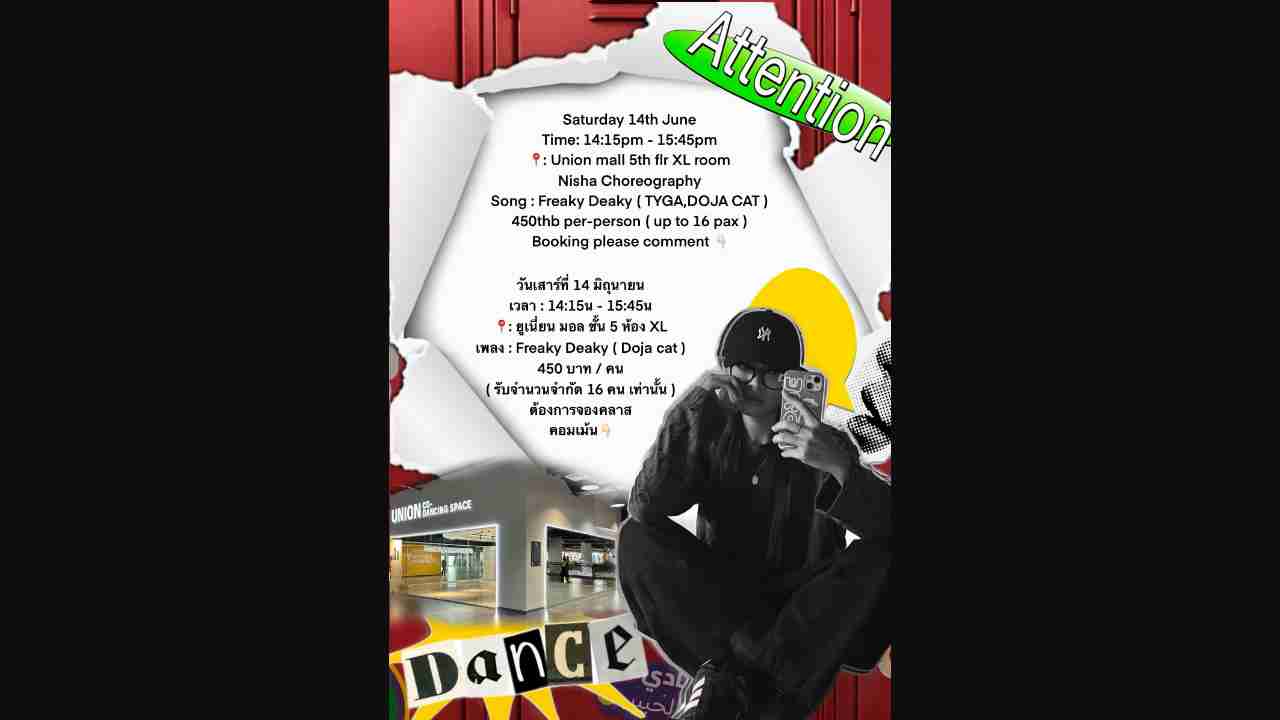 Attention
Saturday 14th June
Time: 14:15pm - 15:45pm
📍: Union mall 5th flr XL room
Nisha Choreography
Song : Freaky Deaky ( TYGA,DOJA CAT )
450thb per-person ( up to 16 pax )
Booking please comment 👇🏻
วันเสาร์ที่ 14 มิถุนายน
เวลา : 14:15น - 15:45น
📍: ยูเนี่ยน มอล ชั้น 5 ห้อง XL
เพลง : Freaky Deaky ( Doja cat )
450 บาท / คน
( รับจำนวนจำกัด 16 คน เท่านั้น )
ต้องการจองคลาส
คอมเม้น👇🏻
UNION CO-
DANCING SPACE
DaNCe